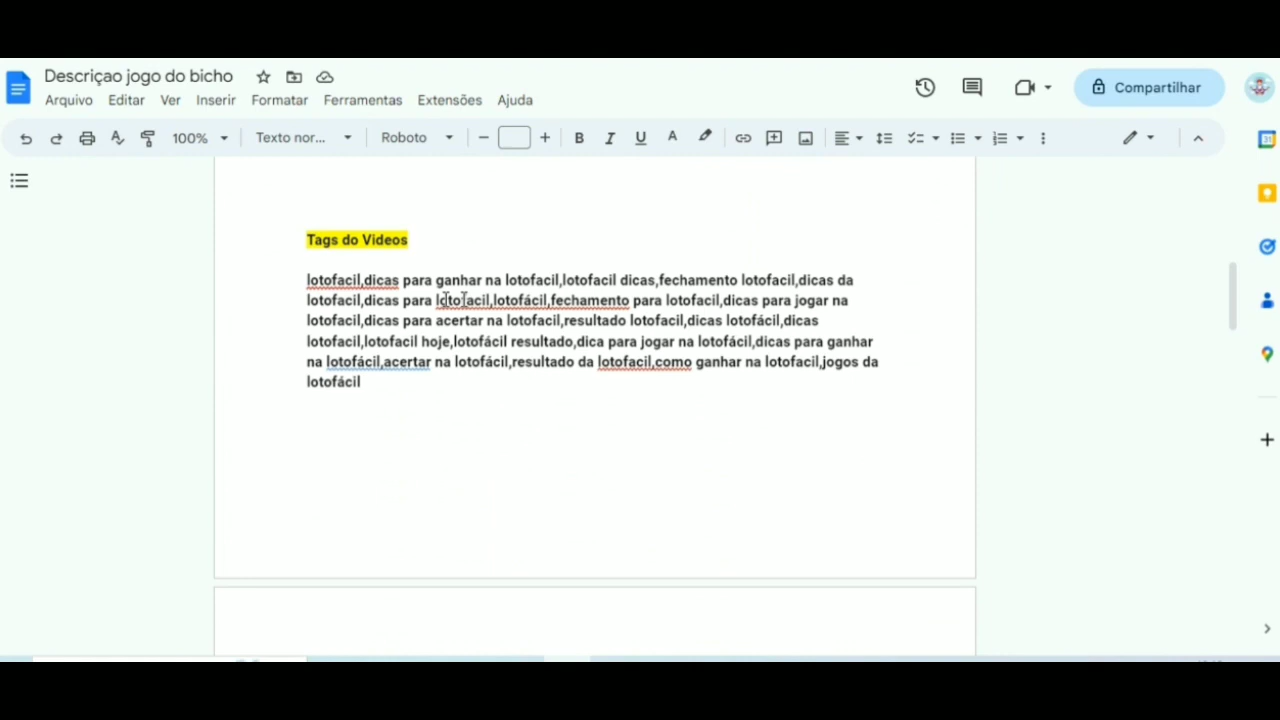 Descriçao jogo do bicho
Arquivo Editar Ver Inserir Formatar Ferramentas Extensões Ajuda
Compartilhar
100% Texto nor... Roboto B I U A
31
Tags do Videos
lotofacil,dicas para ganhar na lotofacil,lotofacil dicas,fechamento lotofacil,dicas da
lotofacil,dicas para lotofacil,lotofácil,fechamento para lotofacil,dicas para jogar na
lotofacil,dicas para acertar na lotofacil,resultado lotofacil,dicas lotofácil,dicas
lotofacil,lotofacil hoje,lotofácil resultado,dica para jogar na lotofácil,dicas para ganhar
na lotofácil,acertar na lotofácil,resultado da lotofacil,como ganhar na lotofacil,jogos da
lotofácil